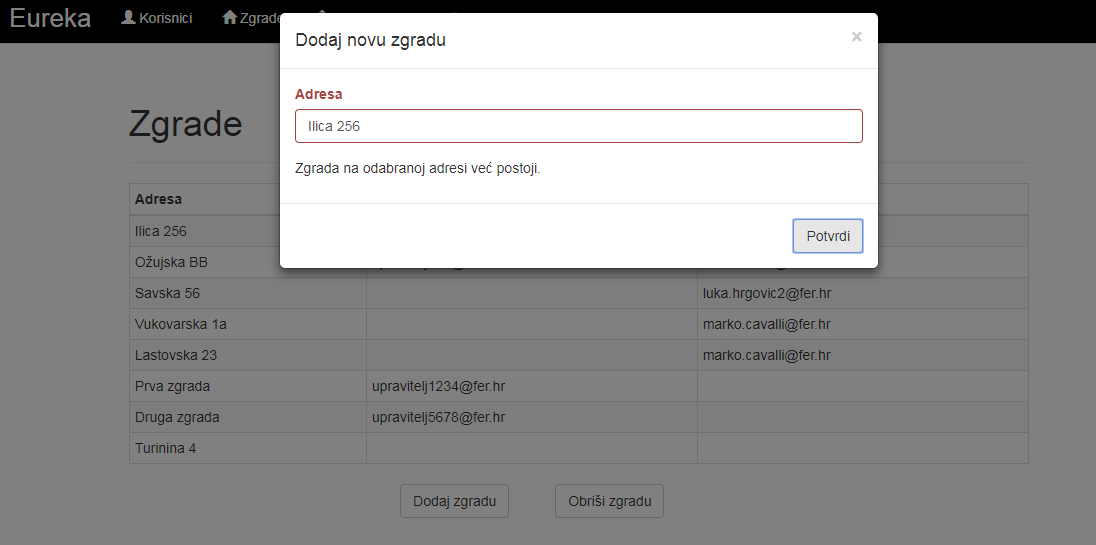 Eureka Korisnici Zgrade
Dodaj novu zgradu ×
Adresa
Ilica 256
Zgrada na odabranoj adresi već postoji.
Potvrdi
Zgrade
Adresa
Ilica 256
Ožujska BB
Savska 56 luka.hrgovic2@fer.hr
Vukovarska 1a marko.cavalli@fer.hr
Lastovska 23 marko.cavalli@fer.hr
Prva zgrada upravitelj1234@fer.hr
Druga zgrada upravitelj5678@fer.hr
Turinina 4
Dodaj zgradu Obriši zgradu